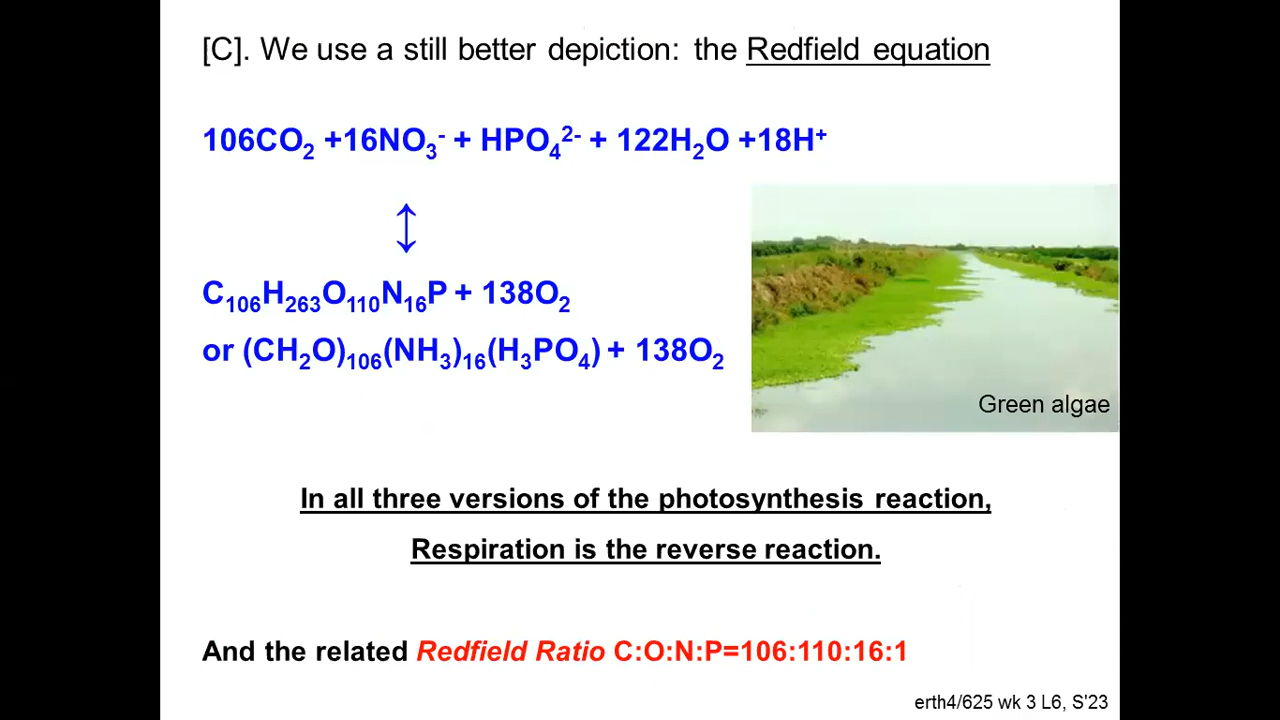 [C]. We use a still better depiction: the Redfield equation
106CO₂ +16NO₃⁻ + HPO₄²⁻ + 122H₂O +18H⁺
↕
C₁₀₆H₂₆₃O₁₁₀N₁₆P + 138O₂
or (CH₂O)₁₀₆(NH₃)₁₆(H₃PO₄) + 138O₂
Green algae
In all three versions of the photosynthesis reaction,
Respiration is the reverse reaction.
And the related Redfield Ratio C:O:N:P=106:110:16:1
erth4/625 wk 3 L6, S'23